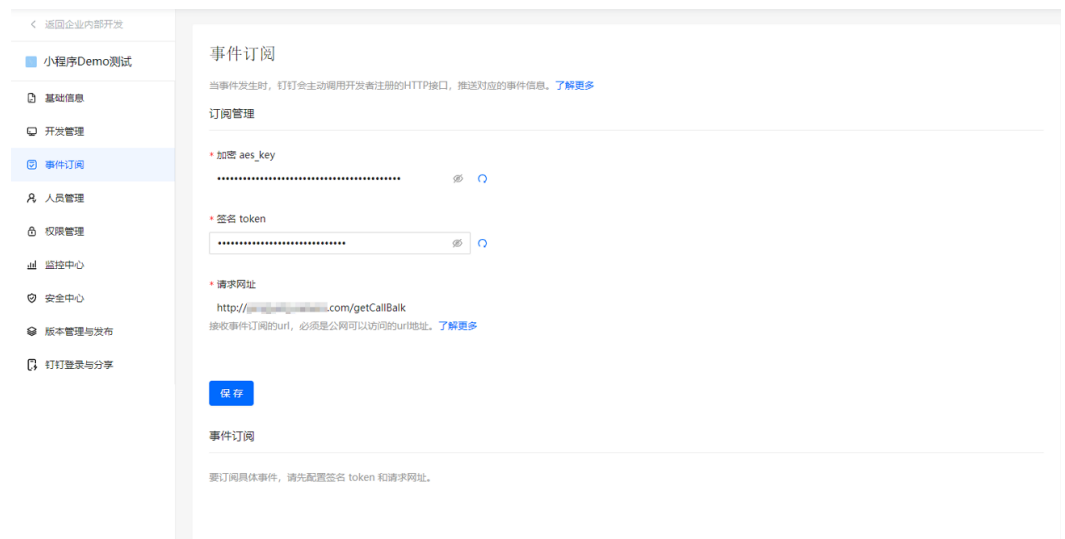 返回企业内部开发
小程序Demo测试
基础信息
开发管理
事件订阅
人员管理
权限管理
监控中心
安全中心
版本管理与发布
钉钉登录与分享
事件订阅
当事件发生时，钉钉会主动调用开发者注册的HTTP接口，推送对应的事件信息。了解更多
订阅管理
* 加密 aes_key
* 签名 token
* 请求网址
http://.com/getCallBalk
接收事件订阅的url，必须是公网可以访问的url地址。了解更多
保存
事件订阅
要订阅具体事件，请先配置签名 token 和请求网址。